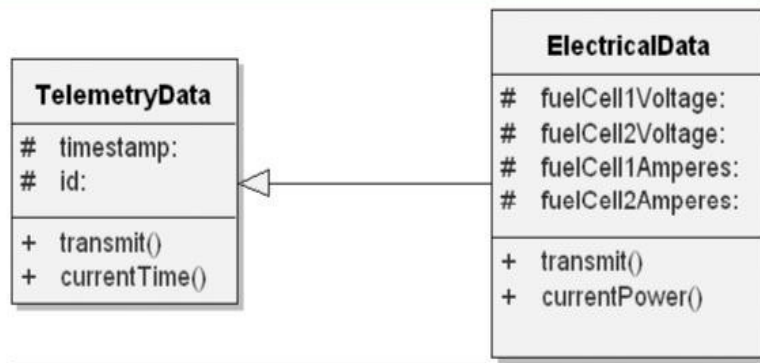 TelemetryData
# timestamp:
# id:
+ transmit()
+ currentTime()
ElectricalData
# fuelCell1Voltage:
# fuelCell2Voltage:
# fuelCell1Amperes:
# fuelCell2Amperes:
+ transmit()
+ currentPower()